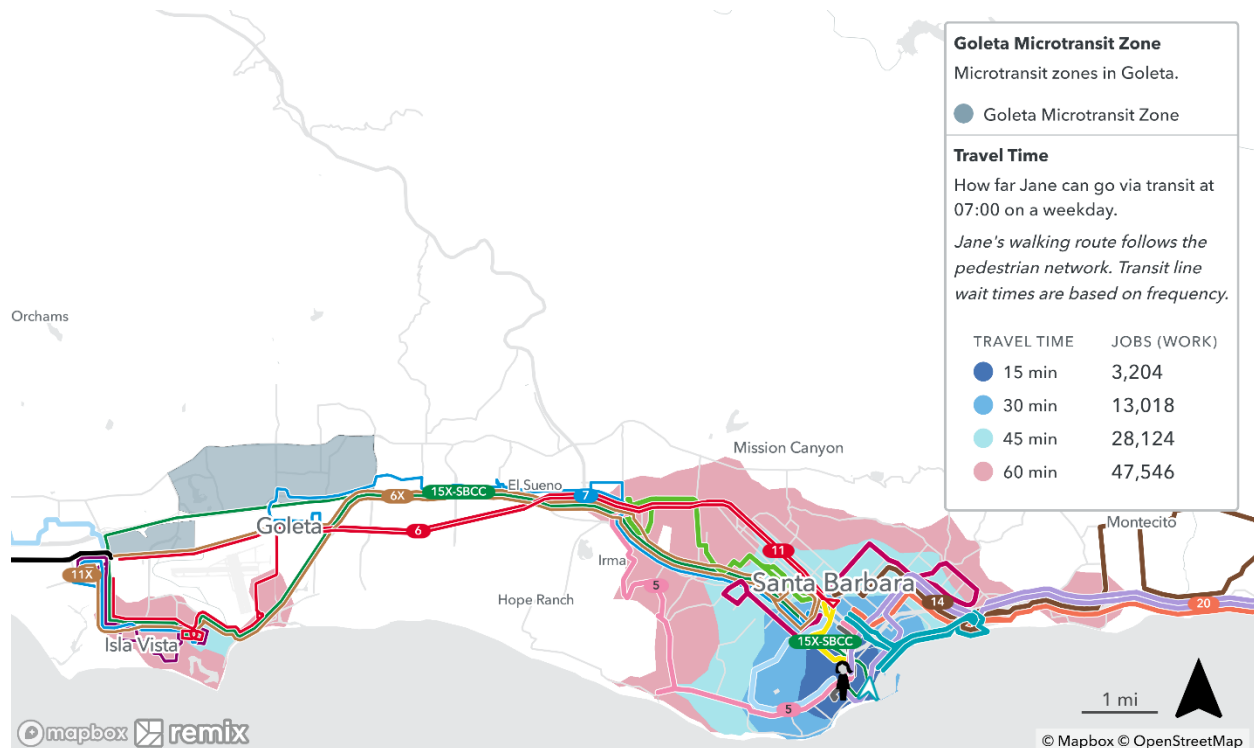 Goleta Microtransit Zone
Microtransit zones in Goleta.
Goleta Microtransit Zone
Travel Time
How far Jane can go via transit at
07:00 on a weekday.
Jane's walking route follows the
pedestrian network. Transit line
wait times are based on frequency.
TRAVEL TIME JOBS (WORK)
15 min 3,204
30 min 13,018
45 min 28,124
60 min 47,546
Orchams
Mission Canyon
El Sueno
6X
15X-SBCC
7
Goleta
6
Montecito
11
Irma
11X
5
Santa Barbara
Hope Ranch
14
20
Isla Vista
15X-SBCC
5
1 mi
mapbox remix
© Mapbox © OpenStreetMap